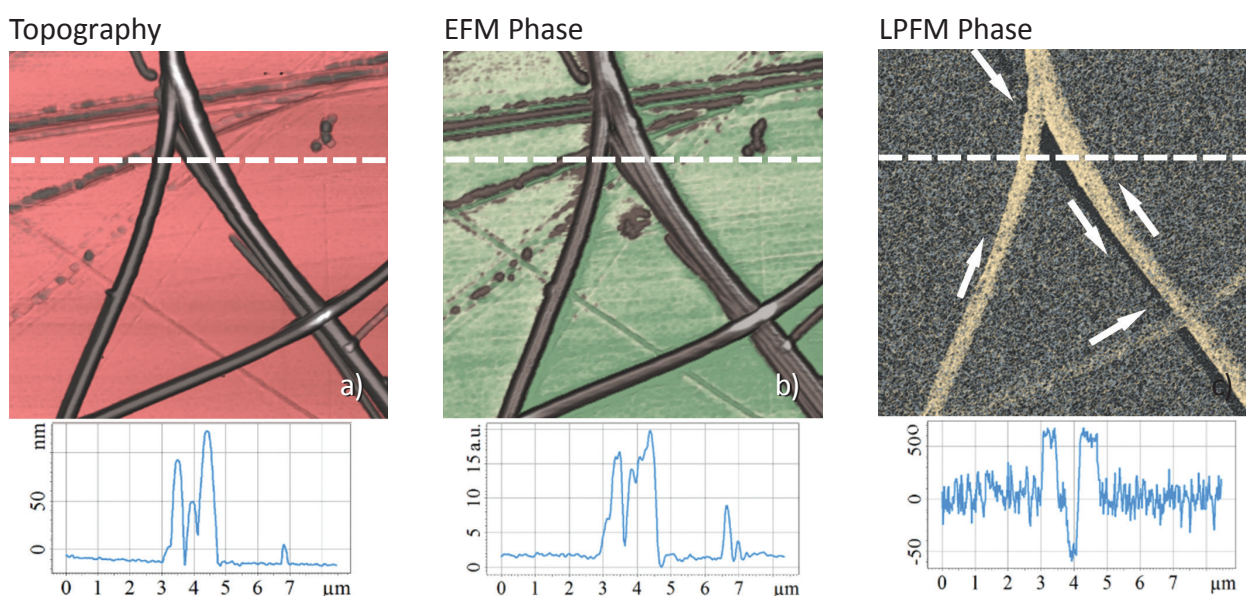 Topography
EFM Phase
LPFM Phase
a)
b)
c)
nm
50
0
0 1 2 3 4 5 6 7 µm
15 a.u.
10
5
0
0 1 2 3 4 5 6 7 µm
500
0
-50
0 1 2 3 4 5 6 7 µm